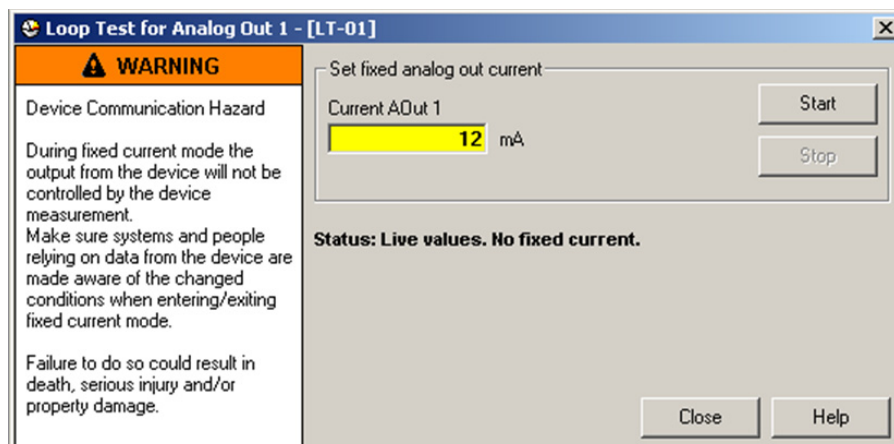 Loop Test for Analog Out 1 - [LT-01]
WARNING
Device Communication Hazard
During fixed current mode the
output from the device will not be
controlled by the device
measurement.
Make sure systems and people
relying on data from the device are
made aware of the changed
conditions when entering/exiting
fixed current mode.
Failure to do so could result in
death, serious injury and/or
property damage.
Set fixed analog out current
Current AOut 1
12 mA
Start
Stop
Status: Live values. No fixed current.
Close
Help